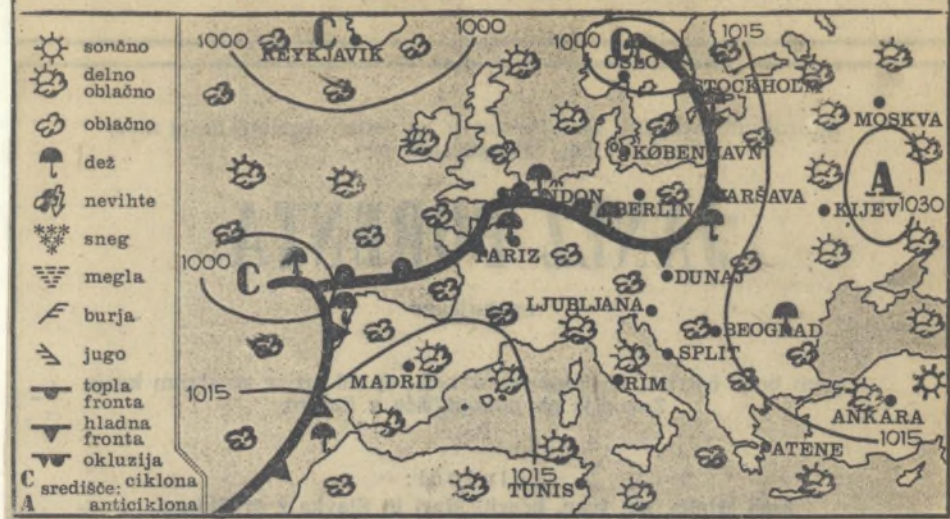 sončno
delno
oblačno
oblačno
dež
nevihte
sneg
megla
burja
jugo
topla
fronta
hladna
fronta
okluzija
C središče: ciklona
A anticiklona
1000 C 1000
REYKJAVIK
1000 C 1015
OSLO
STOCKHOLM
MOSKVA
KØBENHAVN
A
BERLIN VARŠAVA
KIJEV 1030
PARIZ
1000 C
DUNAJ
LJUBLJANA
BEOGRAD
SPLIT
MADRID RIM
1015
ANKARA
1015
ATENE
1015
TUNIS